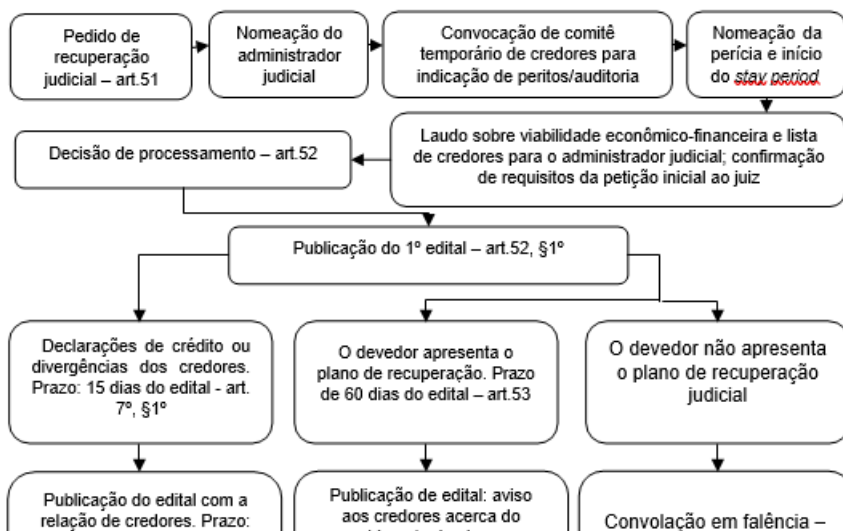 Pedido de
recuperação
judicial – art.51
Nomeação do
administrador
judicial
Convocação de comitê
temporário de credores para
indicação de peritos/auditoria
Nomeação da
perícia e início
do stay period
Laudo sobre viabilidade econômico-financeira e lista
de credores para o administrador judicial; confirmação
de requisitos da petição inicial ao juiz
Decisão de processamento – art.52
Publicação do 1º edital – art.52, §1º
Declarações de crédito ou
divergências dos credores.
Prazo: 15 dias do edital - art.
7º, §1º
O devedor apresenta o
plano de recuperação. Prazo
de 60 dias do edital – art.53
O devedor não apresenta
o plano de recuperação
judicial
Publicação do edital com a
relação de credores. Prazo:
Publicação de edital: aviso
aos credores acerca do
Convolação em falência –